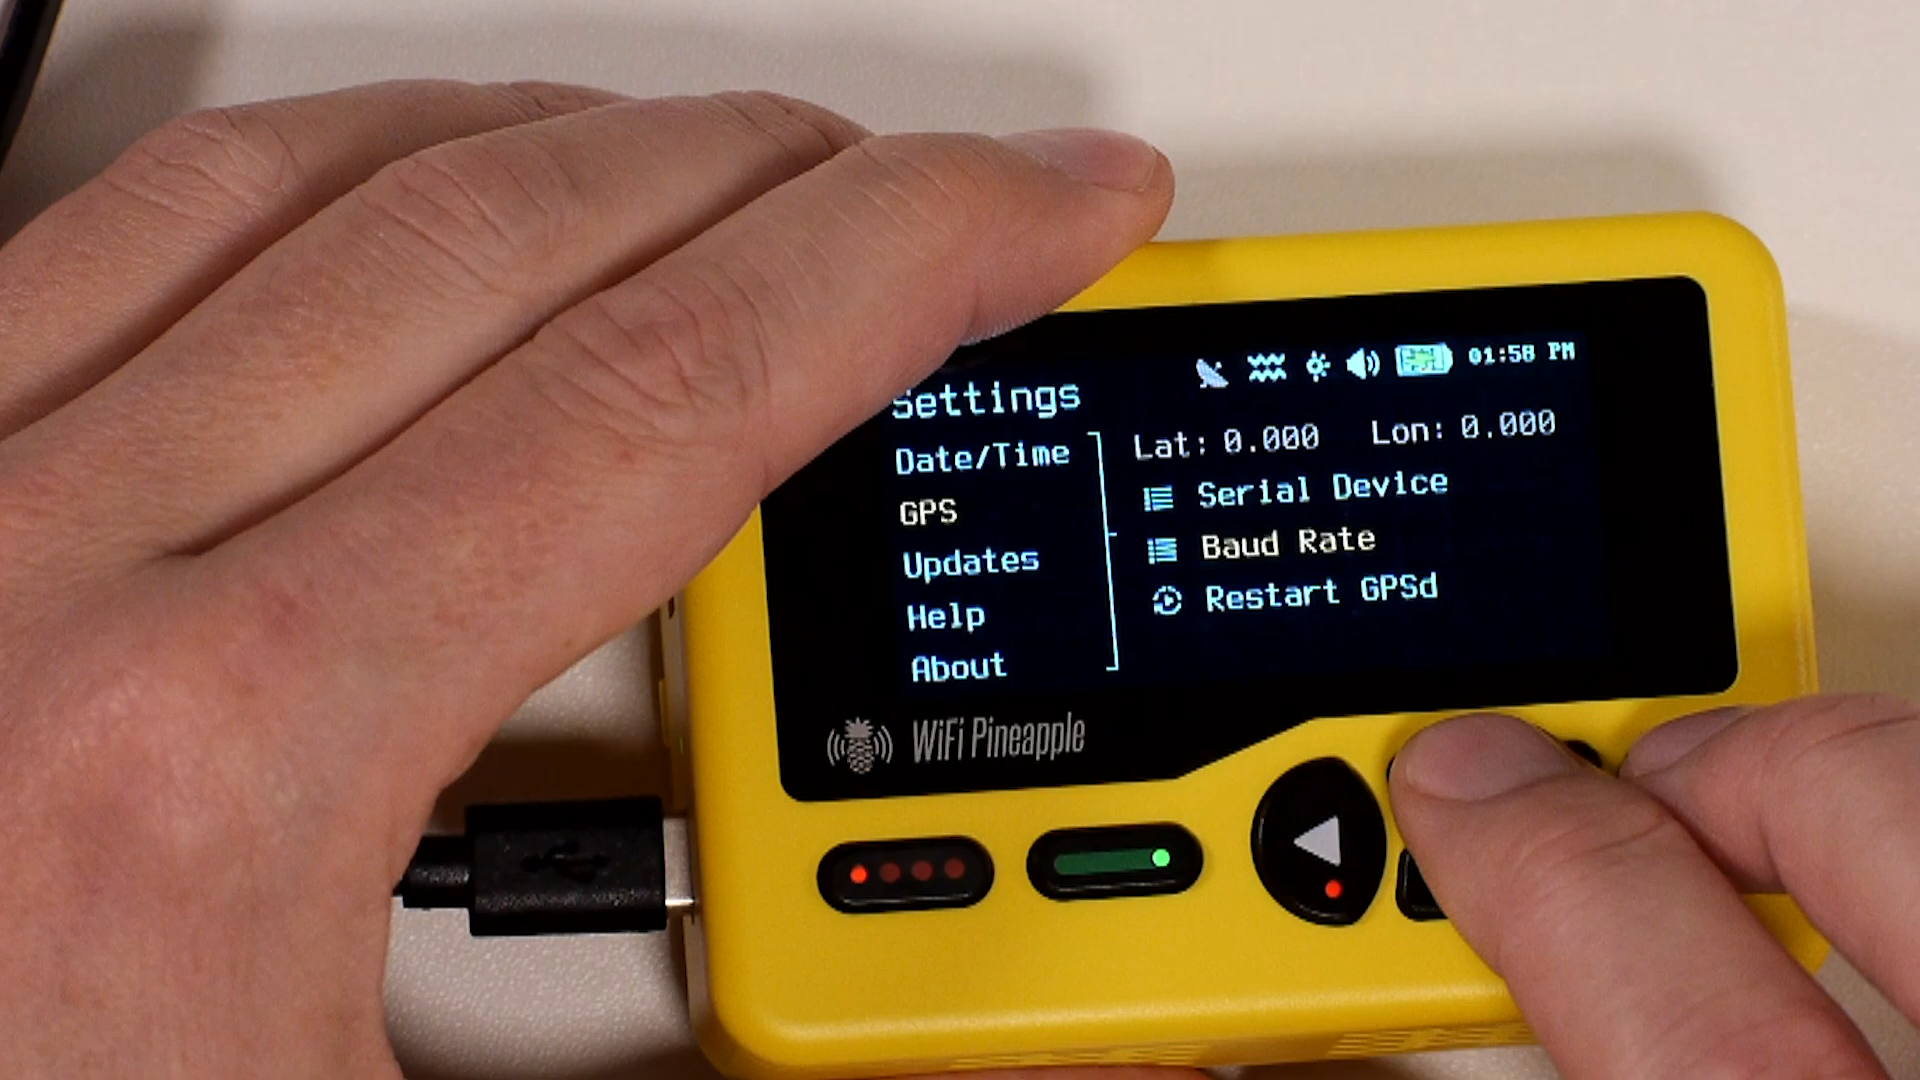 01:58 PM
Settings
Lat: 0.000 Lon: 0.000
Date/Time
Serial Device
GPS
Baud Rate
Updates
Restart GPSd
Help
About
WiFi Pineapple